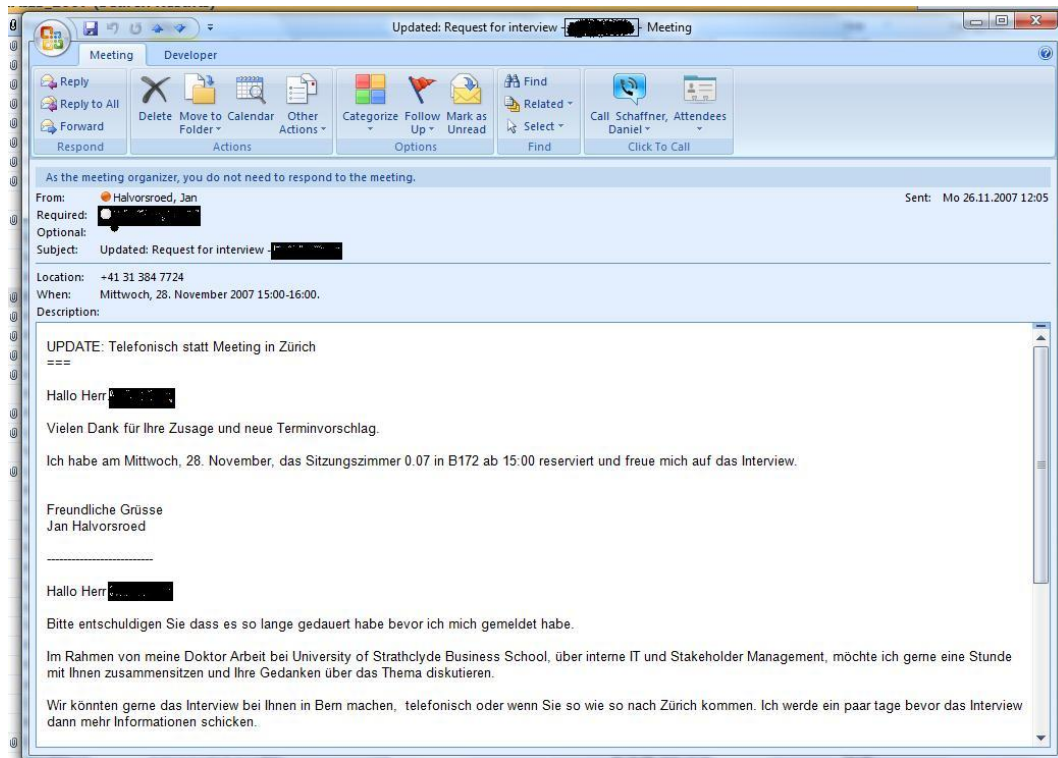 Updated: Request for interview - - Meeting
Meeting Developer
Reply
Reply to All
Forward
Respond
Delete
Move to Folder
Calendar
Other Actions
Actions
Categorize
Follow Up
Mark as Unread
Options
Find
Related
Select
Find
Call Schaffner, Daniel
Attendees
Click To Call
As the meeting organizer, you do not need to respond to the meeting.
From: Halvorsroed, Jan Sent: Mo 26.11.2007 12:05
Required:
Optional:
Subject: Updated: Request for interview -
Location: +41 31 384 7724
When: Mittwoch, 28. November 2007 15:00-16:00.
Description:
UPDATE: Telefonisch statt Meeting in Zürich
===
Hallo Herr
Vielen Dank für Ihre Zusage und neue Terminvorschlag.
Ich habe am Mittwoch, 28. November, das Sitzungszimmer 0.07 in B172 ab 15:00 reserviert und freue mich auf das Interview.
Freundliche Grüsse
Jan Halvorsroed
--------------------------
Hallo Herr
Bitte entschuldigen Sie dass es so lange gedauert habe bevor ich mich gemeldet habe.
Im Rahmen von meine Doktor Arbeit bei University of Strathclyde Business School, über interne IT und Stakeholder Management, möchte ich gerne eine Stunde
mit Ihnen zusammensitzen und Ihre Gedanken über das Thema diskutieren.
Wir könnten gerne das Interview bei Ihnen in Bern machen, telefonisch oder wenn Sie so wie so nach Zürich kommen. Ich werde ein paar tage bevor das Interview
dann mehr Informationen schicken.